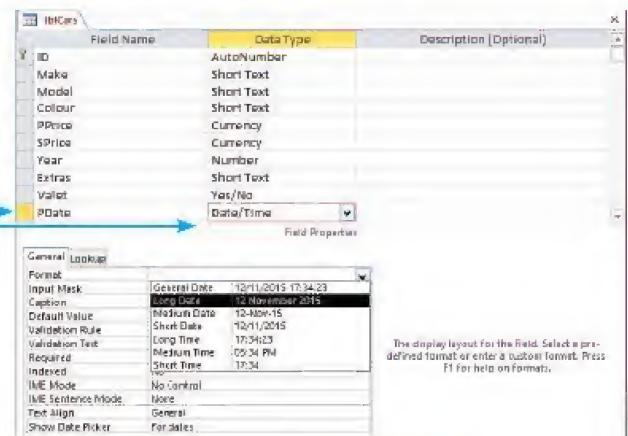 tblCars
Field Name Data Type Description (Optional)
ID AutoNumber
Make Short Text
Model Short Text
Colour Short Text
PPrice Currency
SPrice Currency
Year Number
Extras Short Text
Valet Yes/No
PDate Date/Time
Field Properties
General Lookup
Format
Input Mask General Date 12/11/2015 17:34:23
Caption Long Date 12 November 2015
Default Value Medium Date 12-Nov-15
Validation Rule Short Date 12/11/2015
Validation Text Long Time 17:34:23
Required Medium Time 05:34 PM
Indexed Short Time 17:34
IME Mode No Control
IME Sentence Mode None
Text Align General
Show Date Picker For dates
The display layout for the field. Select a pre-
defined format or enter a custom format. Press
F1 for help on formats.